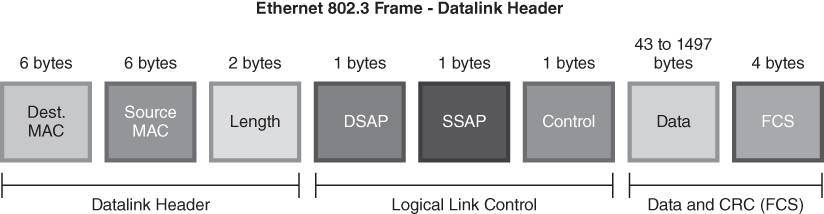 Ethernet 802.3 Frame - Datalink Header
6 bytes
6 bytes
2 bytes
1 bytes
1 bytes
1 bytes
43 to 1497
bytes
4 bytes
Dest.
MAC
Source
MAC
Length
DSAP
SSAP
Control
Data
FCS
Datalink Header
Logical Link Control
Data and CRC (FCS)